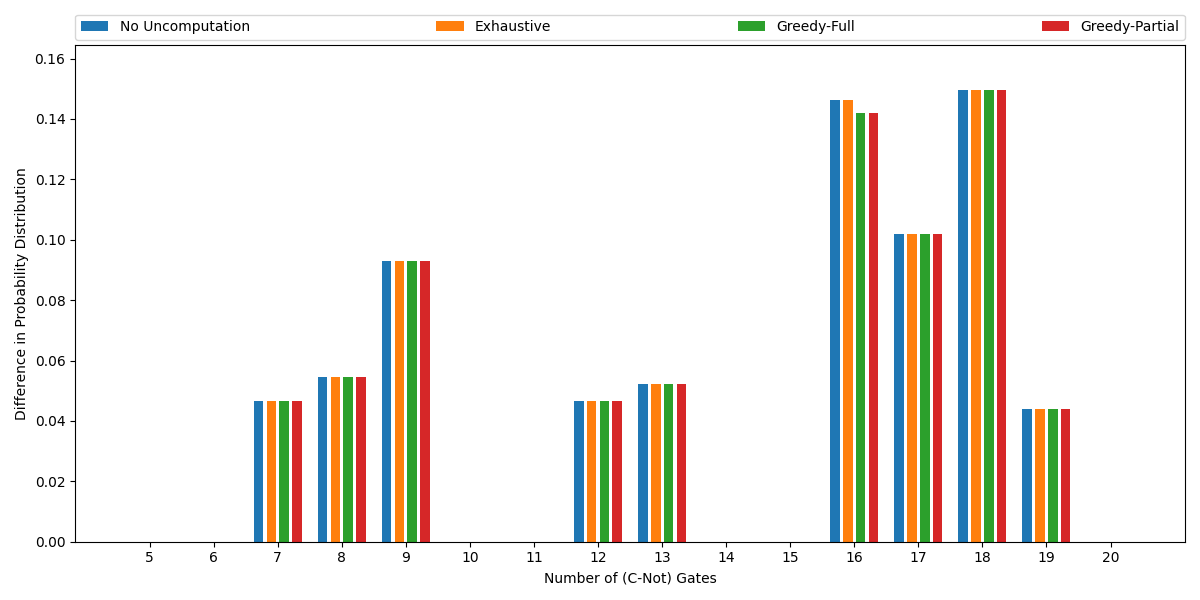 No Uncomputation Exhaustive Greedy-Full Greedy-Partial
0.16
0.14
0.12
0.10
0.08
0.06
0.04
0.02
0.00
Difference in Probability Distribution
5 6 7 8 9 10 11 12 13 14 15 16 17 18 19 20
Number of (C-Not) Gates